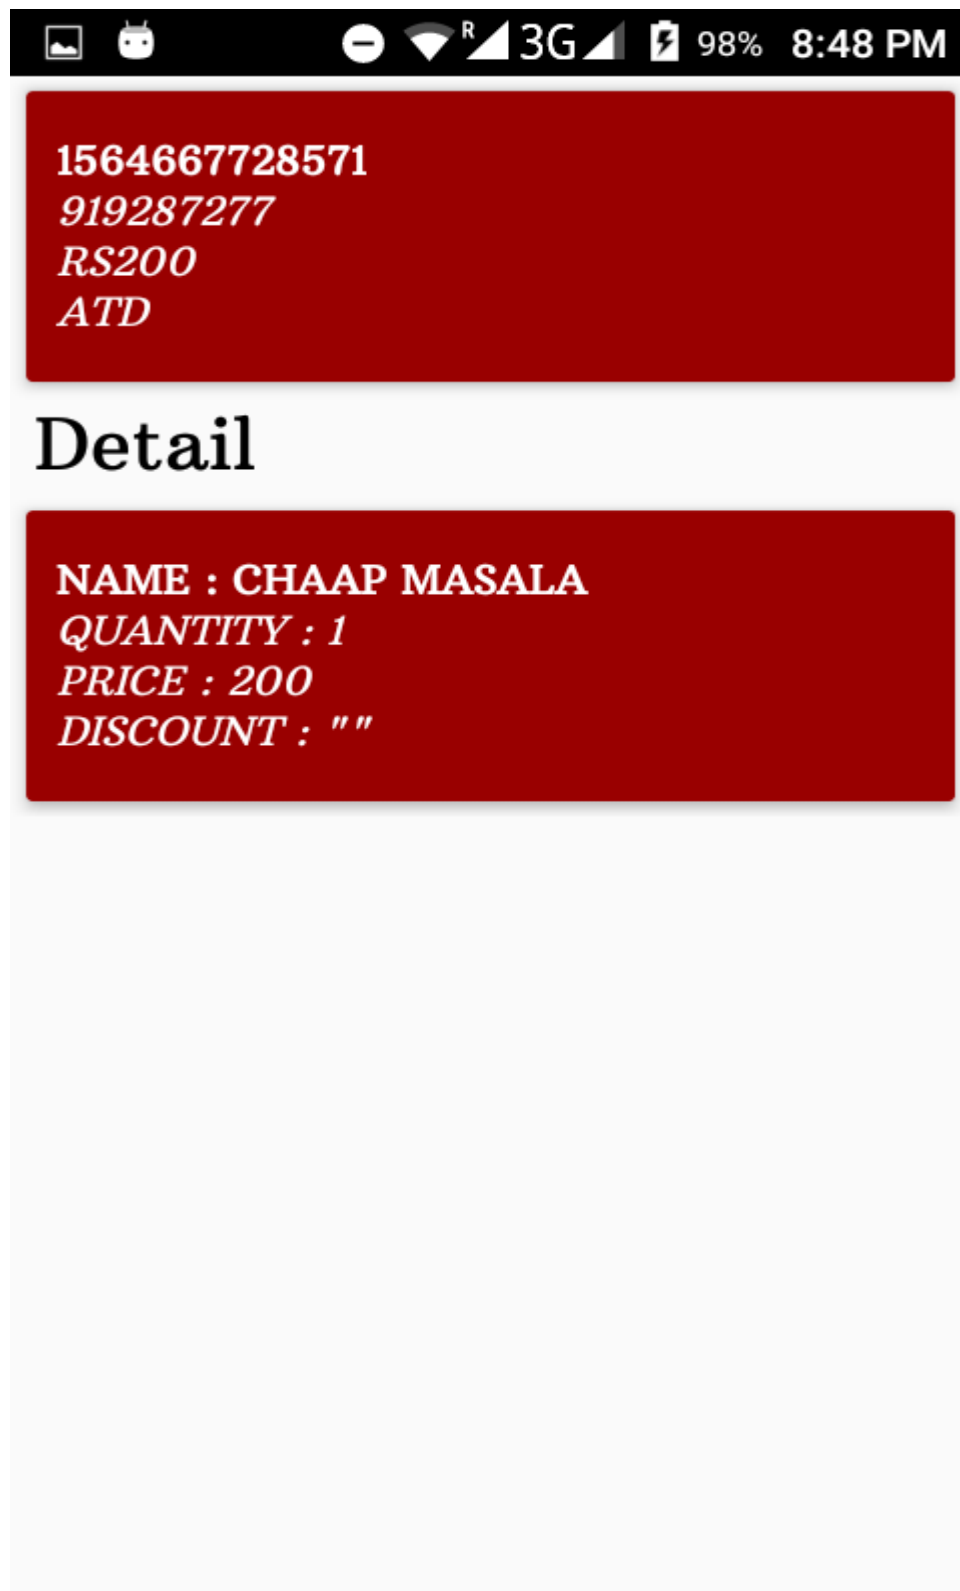 R 3G 98% 8:48 PM
1564667728571
919287277
RS200
ATD
Detail
NAME : CHAAP MASALA
QUANTITY : 1
PRICE : 200
DISCOUNT : ""